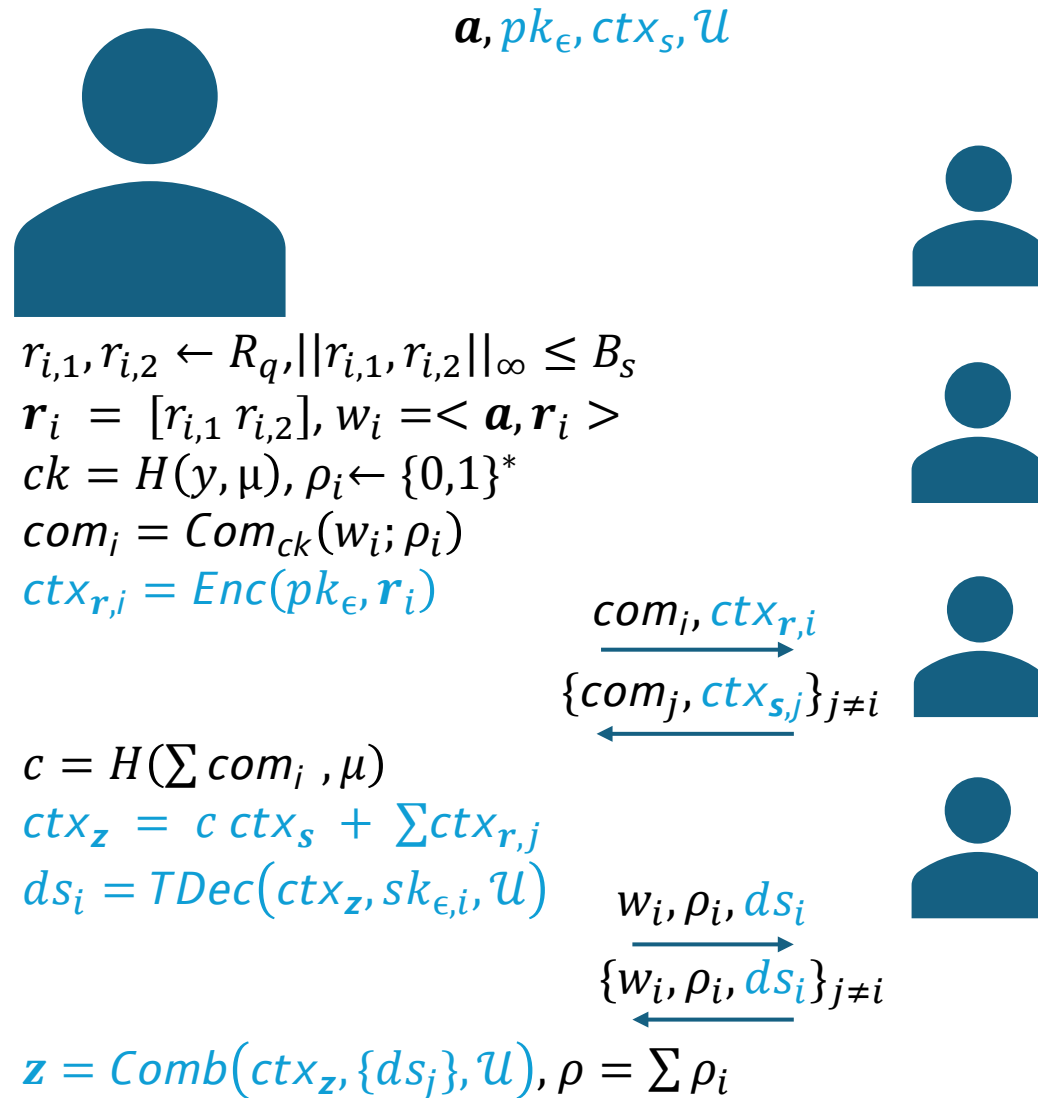 𝒂, pk_ϵ, ctx_s, 𝒰
r_{i,1}, r_{i,2} ← R_q, ||r_{i,1}, r_{i,2}||_∞ ≤ B_s
𝒓_i = [r_{i,1} r_{i,2}], w_i =< 𝒂, 𝒓_i >
ck = H(y, μ), ρ_i ← {0,1}^*
com_i = Com_{ck}(w_i; ρ_i)
ctx_{𝒓,i} = Enc(pk_ϵ, 𝒓_i)
com_i, ctx_{𝒓,i}
{com_j, ctx_{𝒔,j}}_{j≠i}
c = H(∑ com_i , μ)
ctx_𝒛 = c ctx_𝒔 + ∑ctx_{𝒓,j}
ds_i = TDec(ctx_𝒛, sk_{ϵ,i}, 𝒰)
w_i, ρ_i, ds_i
{w_i, ρ_i, ds_i}_{j≠i}
𝒛 = Comb(ctx_𝒛, {ds_j}, 𝒰), ρ = ∑ ρ_i